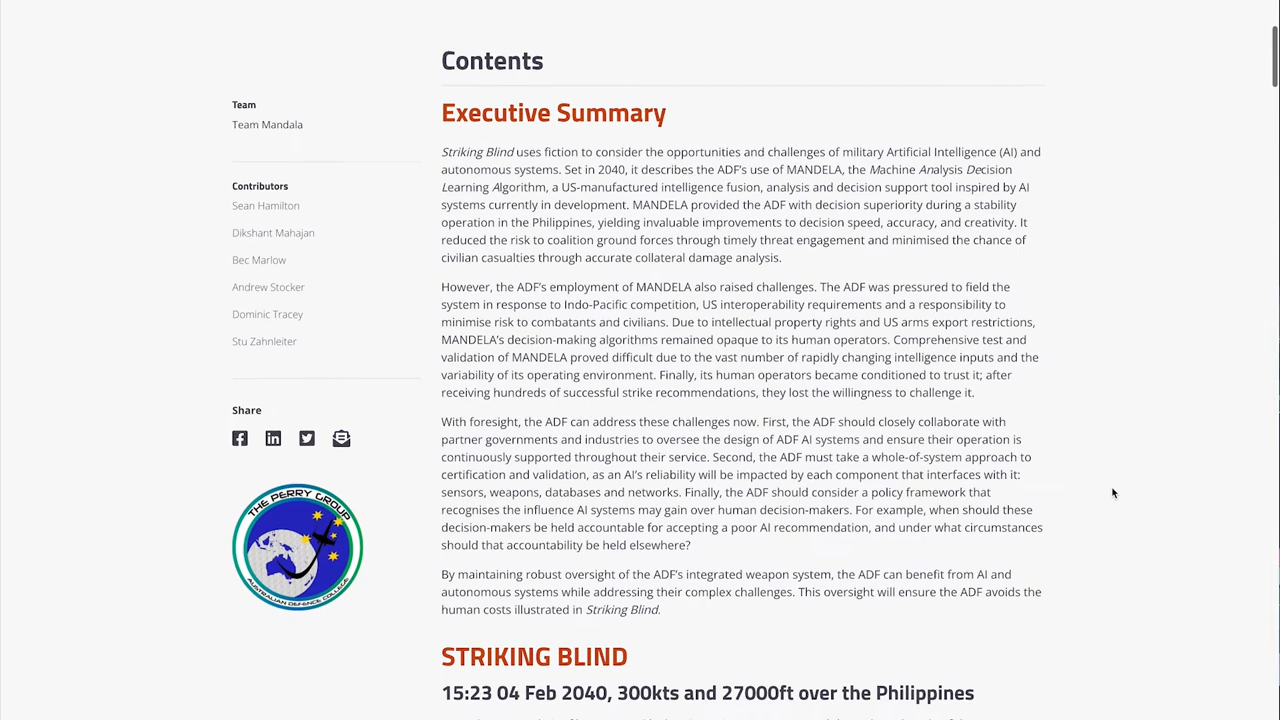 Contents
Team
Team Mandala
Contributors
Sean Hamilton
Dikshant Mahajan
Bec Marlow
Andrew Stocker
Dominic Tracey
Stu Zahnleiter
Share
THE PERRY GROUP
AUSTRALIAN DEFENCE COLLEGE
Executive Summary
Striking Blind uses fiction to consider the opportunities and challenges of military Artificial Intelligence (AI) and
autonomous systems. Set in 2040, it describes the ADF's use of MANDELA, the Machine Analysis Decision
Learning Algorithm, a US-manufactured intelligence fusion, analysis and decision support tool inspired by AI
systems currently in development. MANDELA provided the ADF with decision superiority during a stability
operation in the Philippines, yielding invaluable improvements to decision speed, accuracy, and creativity. It
reduced the risk to coalition ground forces through timely threat engagement and minimised the chance of
civilian casualties through accurate collateral damage analysis.
However, the ADF's employment of MANDELA also raised challenges. The ADF was pressured to field the
system in response to Indo-Pacific competition, US interoperability requirements and a responsibility to
minimise risk to combatants and civilians. Due to intellectual property rights and US arms export restrictions,
MANDELA's decision-making algorithms remained opaque to its human operators. Comprehensive test and
validation of MANDELA proved difficult due to the vast number of rapidly changing intelligence inputs and the
variability of its operating environment. Finally, its human operators became conditioned to trust it; after
receiving hundreds of successful strike recommendations, they lost the willingness to challenge it.
With foresight, the ADF can address these challenges now. First, the ADF should closely collaborate with
partner governments and industries to oversee the design of ADF AI systems and ensure their operation is
continuously supported throughout their service. Second, the ADF must take a whole-of-system approach to
certification and validation, as an AI's reliability will be impacted by each component that interfaces with it:
sensors, weapons, databases and networks. Finally, the ADF should consider a policy framework that
recognises the influence AI systems may gain over human decision-makers. For example, when should these
decision-makers be held accountable for accepting a poor AI recommendation, and under what circumstances
should that accountability be held elsewhere?
By maintaining robust oversight of the ADF's integrated weapon system, the ADF can benefit from AI and
autonomous systems while addressing their complex challenges. This oversight will ensure the ADF avoids the
human costs illustrated in Striking Blind.
STRIKING BLIND
15:23 04 Feb 2040, 300kts and 27000ft over the Philippines